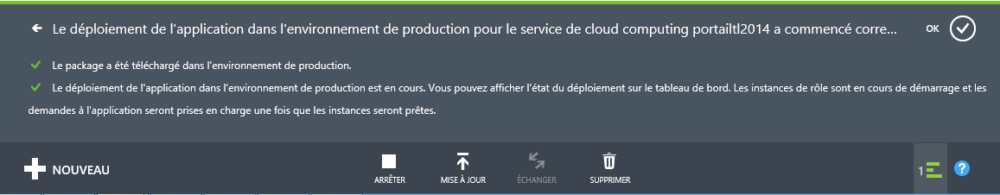 Le déploiement de l'application dans l'environnement de production pour le service de cloud computing portailtl2014 a commencé corre...
OK
Le package a été téléchargé dans l'environnement de production.
Le déploiement de l'application dans l'environnement de production est en cours. Vous pouvez afficher l'état du déploiement sur le tableau de bord. Les instances de rôle sont en cours de démarrage et les
demandes à l'application seront prises en charge une fois que les instances seront prêtes.
NOUVEAU
ARRÊTER
MISE À JOUR
ÉCHANGER
SUPPRIMER
1
?